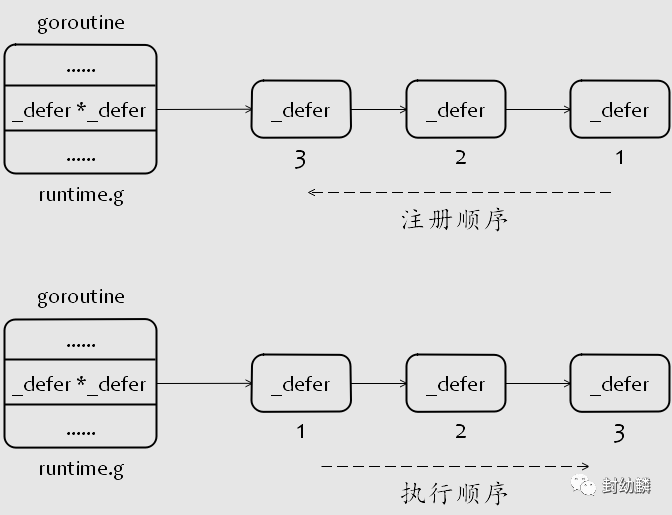 goroutine
......
_defer *_defer
......
runtime.g
_defer
_defer
_defer
3
2
1
注册顺序
goroutine
......
_defer *_defer
......
runtime.g
_defer
_defer
_defer
1
2
3
执行顺序
封幼麟